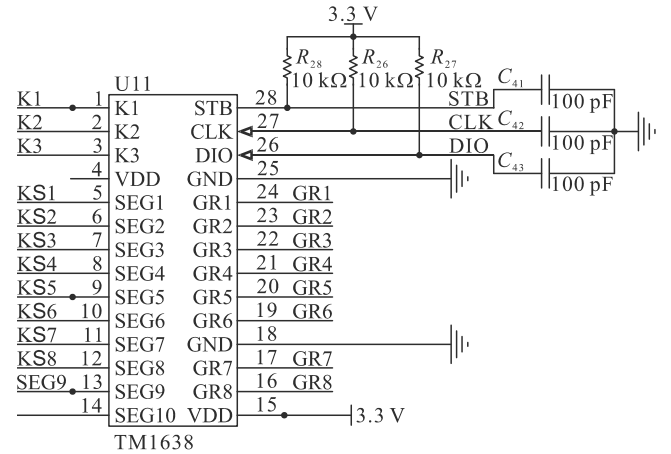 3.3 V
R28 R26 R27
10 kΩ 10 kΩ 10 kΩ
C41
100 pF
U11
K1 1 K1 STB 28 STB
K2 2 K2 CLK 27 CLK C42
100 pF
K3 3 K3 DIO 26 DIO
C43
100 pF
4 VDD GND 25
KS1 5 SEG1 GR1 24 GR1
KS2 6 SEG2 GR2 23 GR2
KS3 7 SEG3 GR3 22 GR3
KS4 8 SEG4 GR4 21 GR4
KS5 9 SEG5 GR5 20 GR5
KS6 10 SEG6 GR6 19 GR6
KS7 11 SEG7 GND 18
KS8 12 SEG8 GR7 17 GR7
SEG9 13 SEG9 GR8 16 GR8
14 SEG10 VDD 15 3.3 V
TM1638